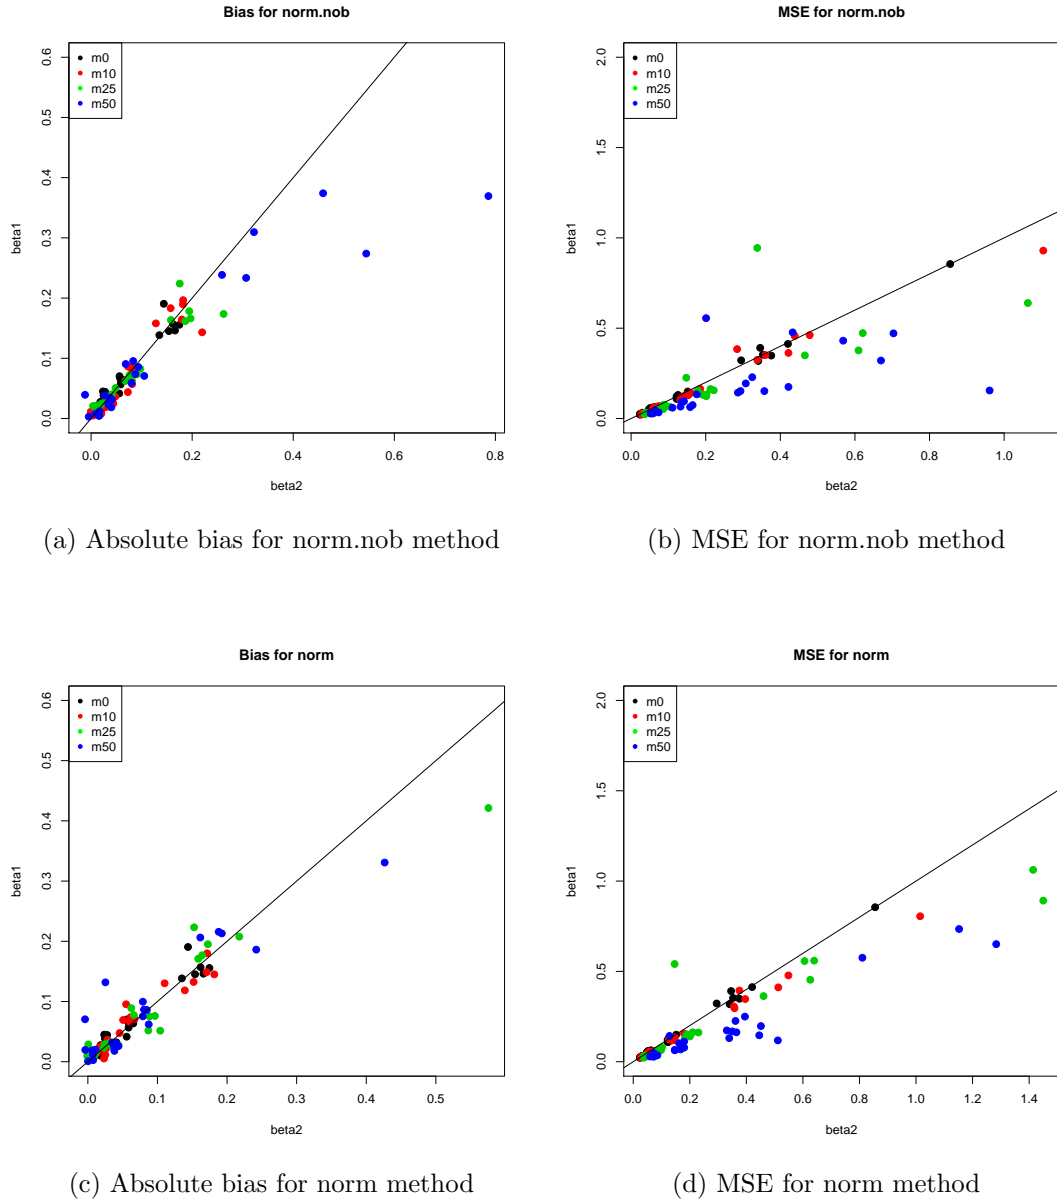 Bias for norm.nob
0.6
0.5
0.4
0.3
0.2
0.1
0.0
beta1
m0
m10
m25
m50
0.0 0.2 0.4 0.6 0.8
beta2
(a) Absolute bias for norm.nob method
MSE for norm.nob
2.0
1.5
1.0
0.5
0.0
beta1
m0
m10
m25
m50
0.0 0.2 0.4 0.6 0.8 1.0
beta2
(b) MSE for norm.nob method
Bias for norm
0.6
0.5
0.4
0.3
0.2
0.1
0.0
beta1
m0
m10
m25
m50
0.0 0.1 0.2 0.3 0.4 0.5
beta2
(c) Absolute bias for norm method
MSE for norm
2.0
1.5
1.0
0.5
0.0
beta1
m0
m10
m25
m50
0.0 0.2 0.4 0.6 0.8 1.0 1.2 1.4
beta2
(d) MSE for norm method